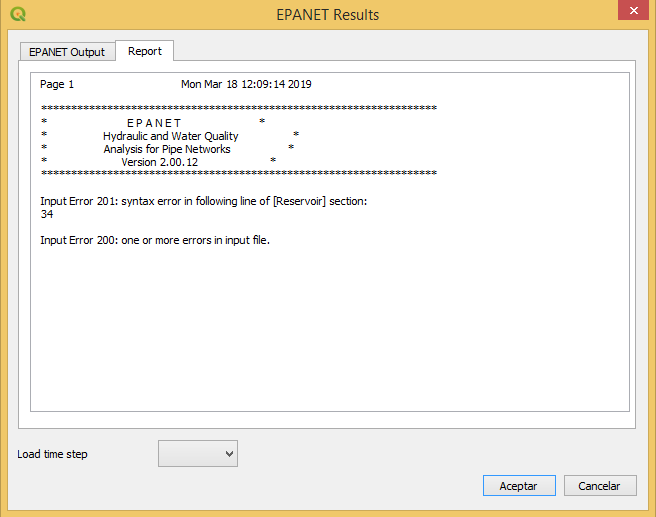 EPANET Results
EPANET Output
Report
Page 1 Mon Mar 18 12:09:14 2019
******************************************************************
* E P A N E T *
* Hydraulic and Water Quality *
* Analysis for Pipe Networks *
* Version 2.00.12 *
******************************************************************
Input Error 201: syntax error in following line of [Reservoir] section:
34
Input Error 200: one or more errors in input file.
Load time step
Aceptar
Cancelar